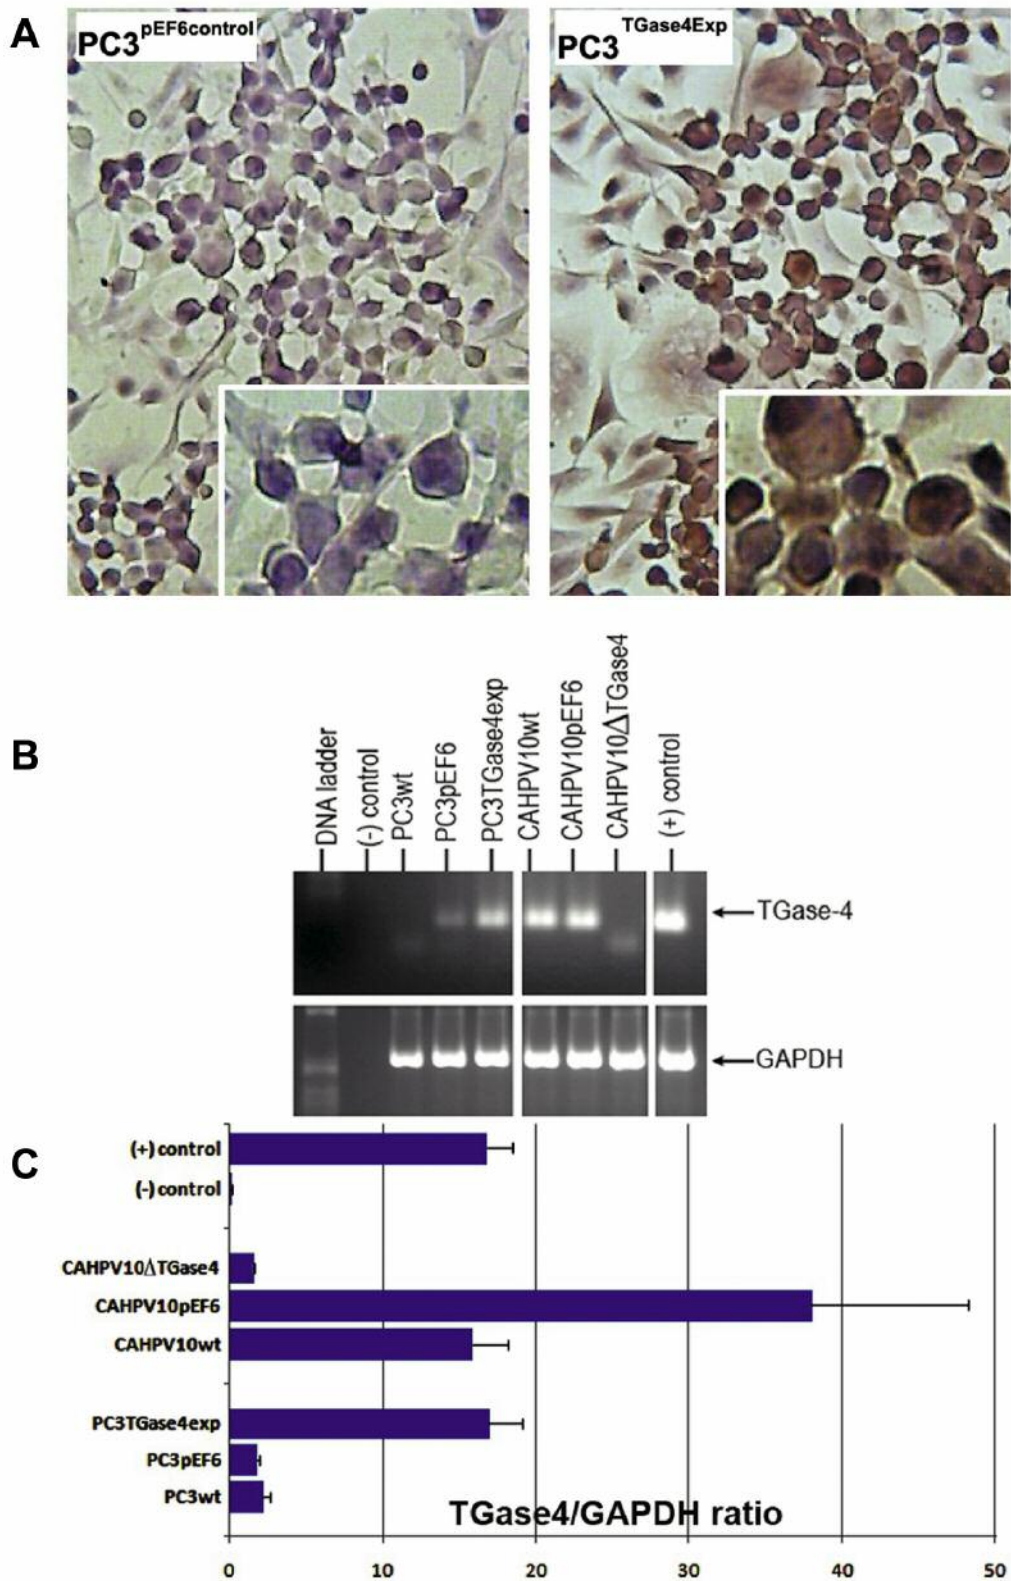 A
PC3pEF6control
PC3TGase4Exp
B
DNA ladder
(-) control
PC3wt
PC3pEF6
PC3TGase4exp
CAHPV10wt
CAHPV10pEF6
CAHPV10ΔTGase4
(+) control
TGase-4
GAPDH
C
(+) control
(-) control
CAHPV10ΔTGase4
CAHPV10pEF6
CAHPV10wt
PC3TGase4exp
PC3pEF6
PC3wt
TGase4/GAPDH ratio
0 10 20 30 40 50